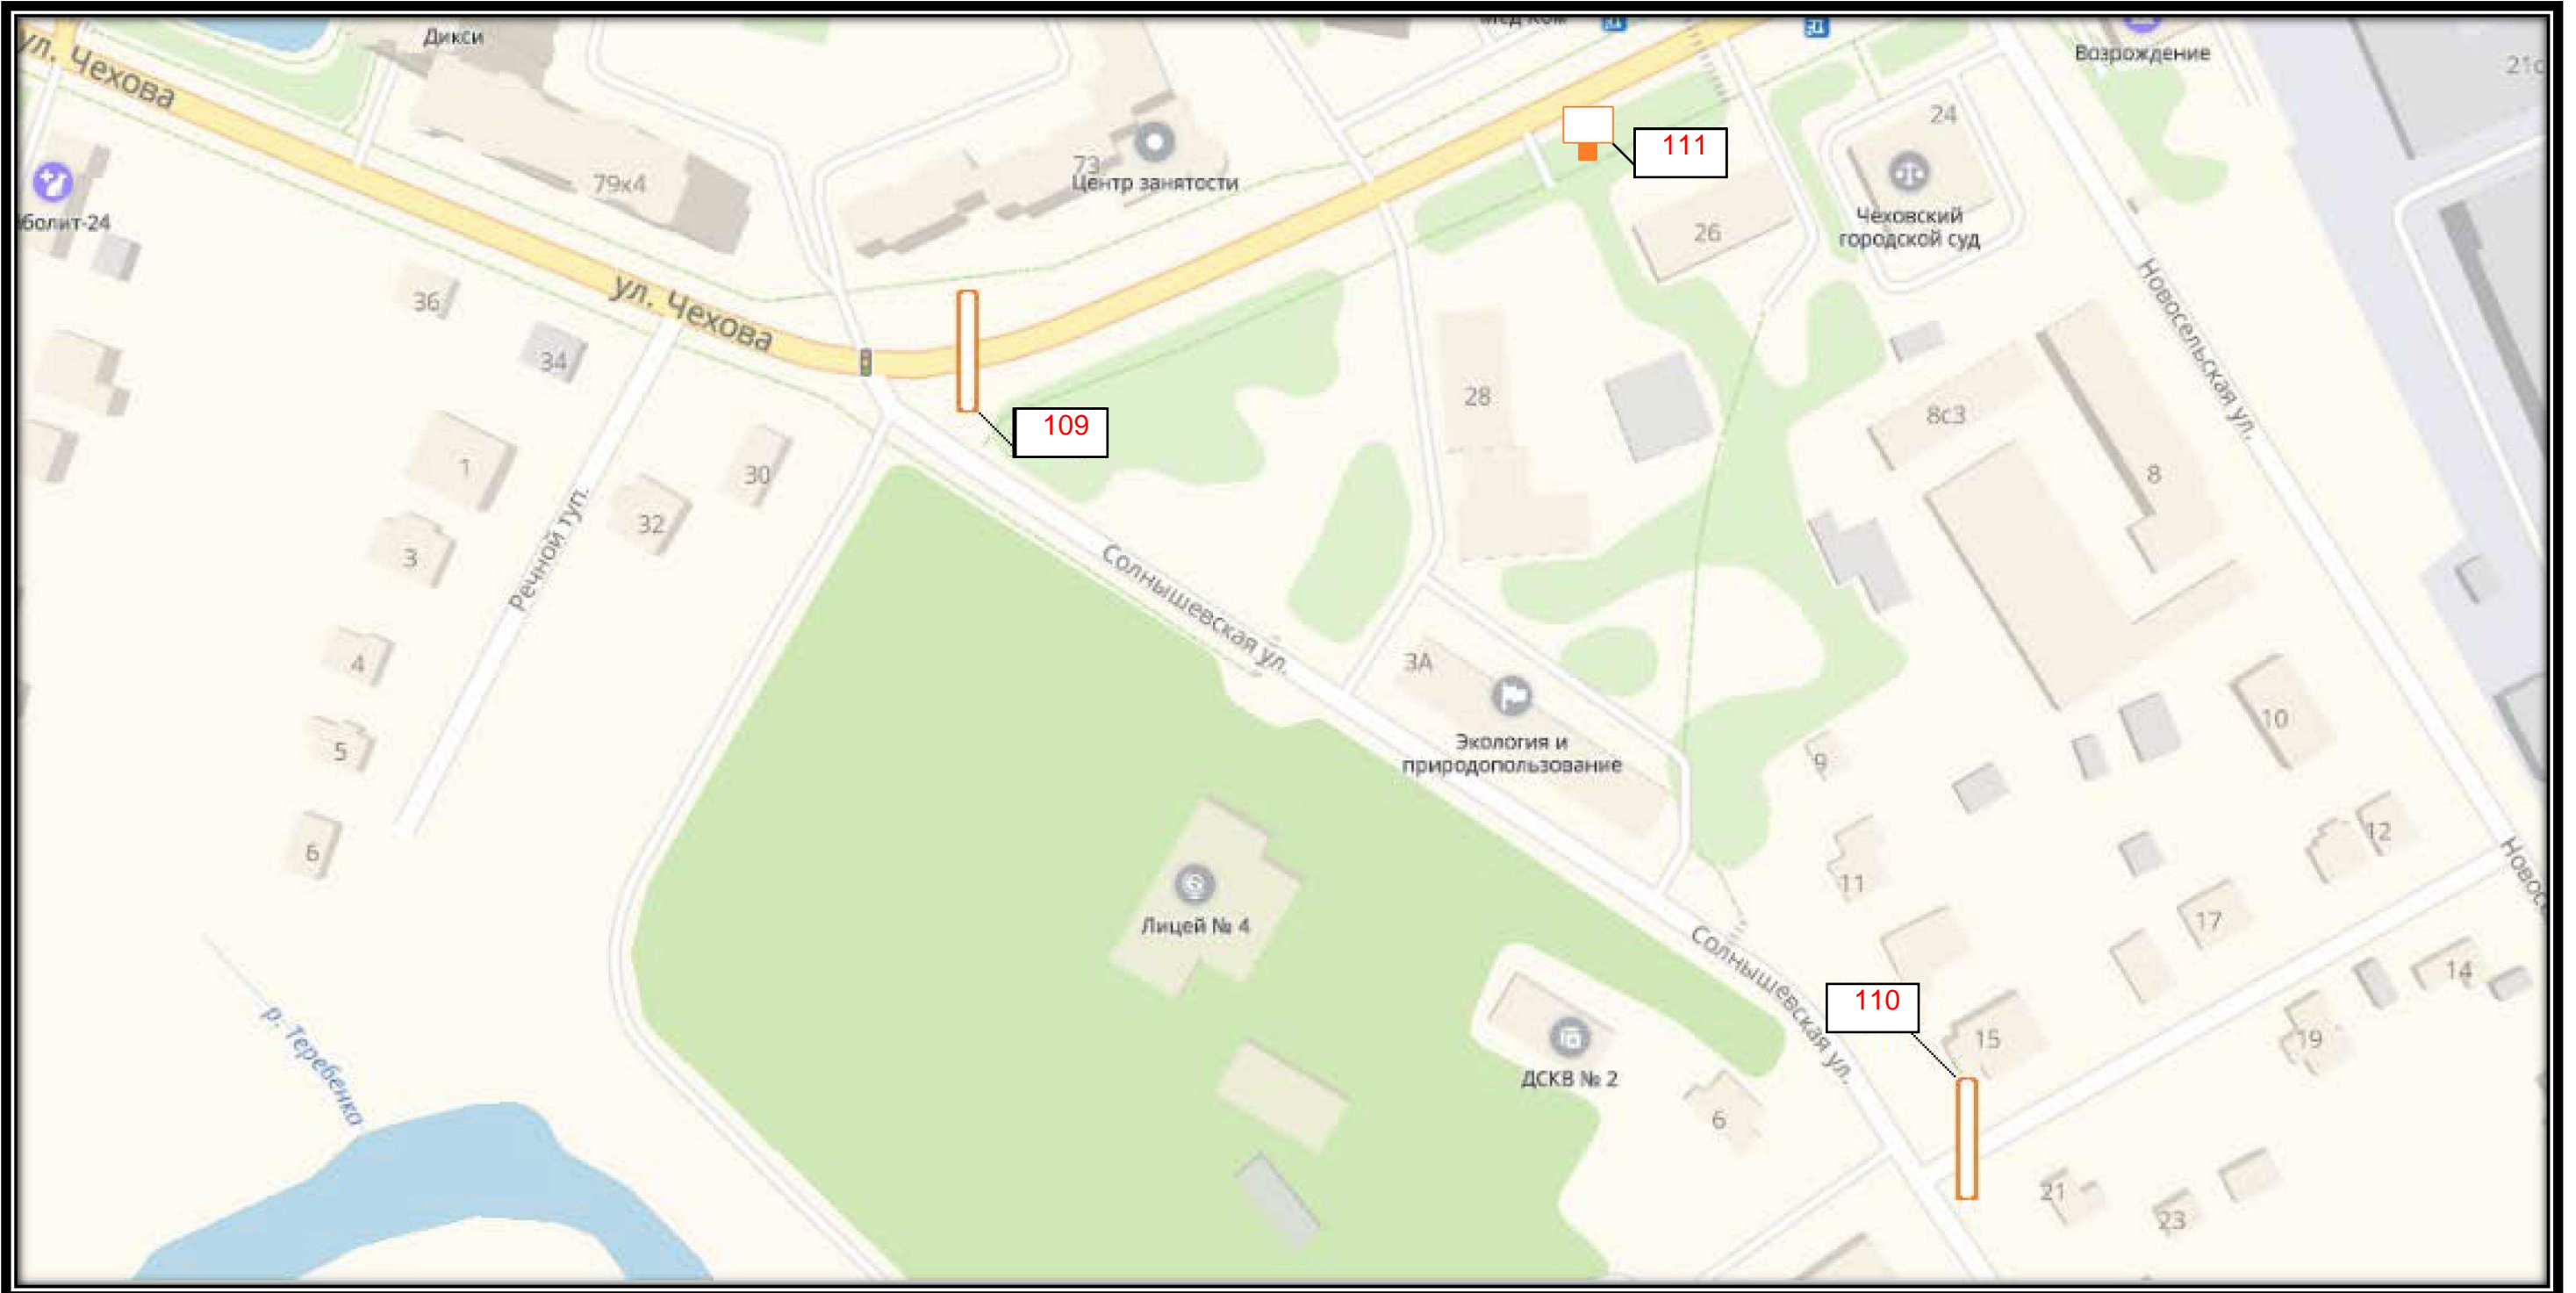 Дикси
Мед Ком
Возрождение
21с
ул. Чехова
24
111
73
Центр занятости
79к4
болит-24
Чеховский
городской суд
26
36
ул. Чехова
Новосельская ул.
34
28
8с3
109
1
30
8
32
3
Речной туп.
Солнышевская ул.
4
3А
5
Экология и
природопользование
10
9
6
12
11
Лицей № 4
17
Солнышевская ул.
14
110
р. Теребенка
15
19
ДСКВ № 2
6
21
23